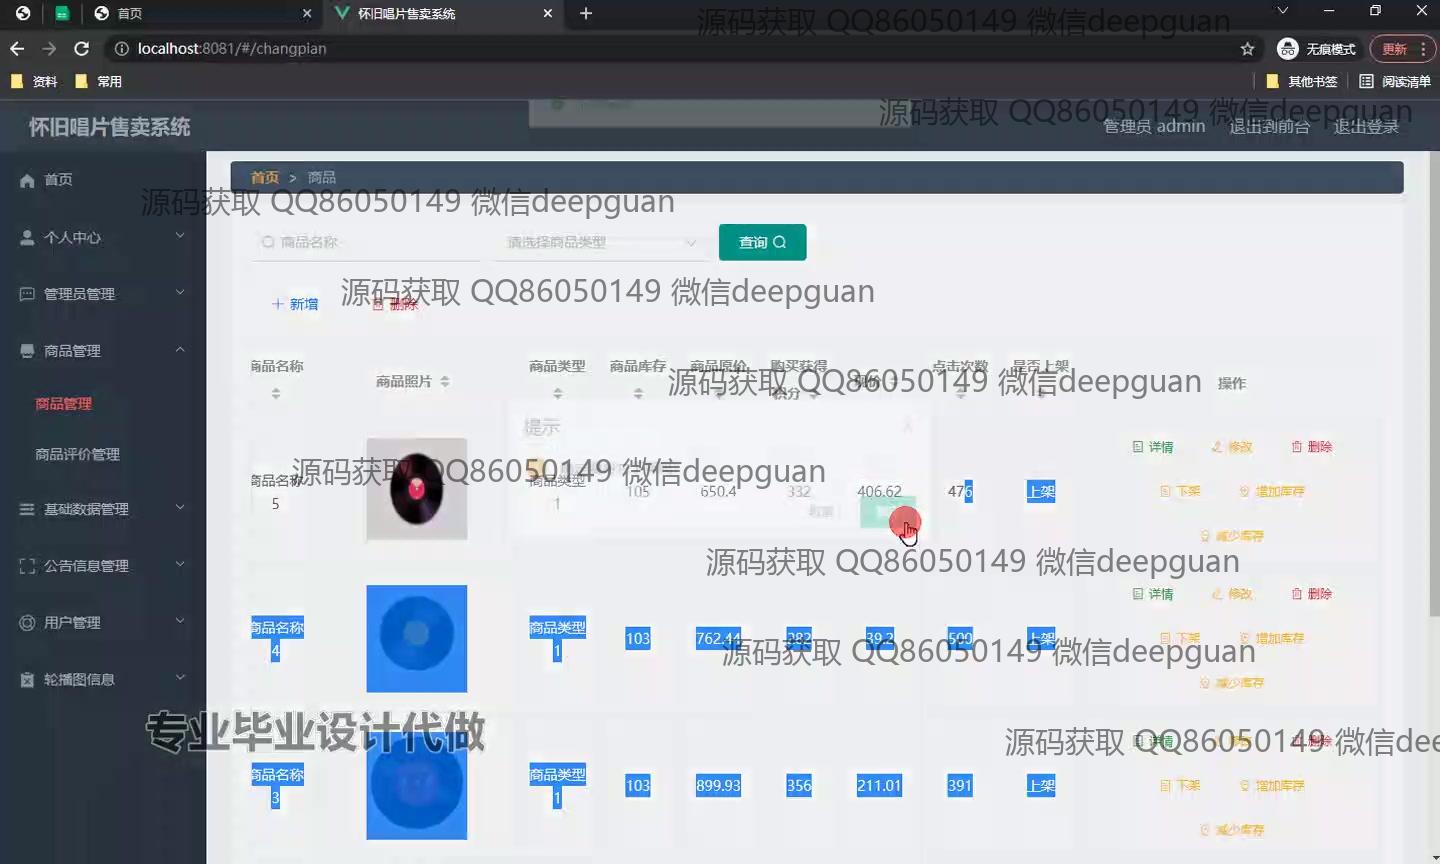 首页
怀旧唱片售卖系统
源码获取 QQ86050149 微信deepguan
localhost:8081/#/changpian
无痕模式
更新
资料
常用
其他书签
阅读清单
怀旧唱片售卖系统
源码获取 QQ86050149 微信deepguan
管理员 admin
退出到前台
退出登录
首页
个人中心
管理员管理
商品管理
商品管理
商品评价管理
基础数据管理
公告信息管理
用户管理
轮播图信息
首页 > 商品
源码获取 QQ86050149 微信deepguan
商品名称
请选择商品类型
查询
源码获取 QQ86050149 微信deepguan
新增
删除
商品名称
商品照片
商品类型
商品库存
商品原价
购买获得
积分
现价
点击次数
是否上架
操作
源码获取 QQ86050149 微信deepguan
提示
源码获取 QQ86050149 微信deepguan
商品名称
5
商品类型
1
105
650.4
332
406.62
476
上架
详情
修改
删除
下架
增加库存
减少库存
取消
源码获取 QQ86050149 微信deepguan
商品名称
4
商品类型
1
103
762.44
282
39.2
500
上架
详情
修改
删除
下架
增加库存
减少库存
源码获取 QQ86050149 微信deepguan
专业毕业设计代做
源码获取 QQ86050149 微信dee
商品名称
3
商品类型
1
103
899.93
356
211.01
391
上架
详情
修改
删除
下架
增加库存
减少库存